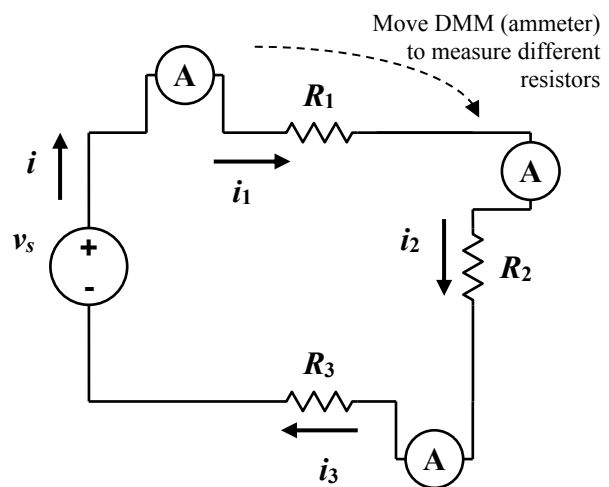 Move DMM (ammeter)
to measure different
resistors
A
R1
i
i1
A
vs
+
-
i2
R2
R3
i3
A